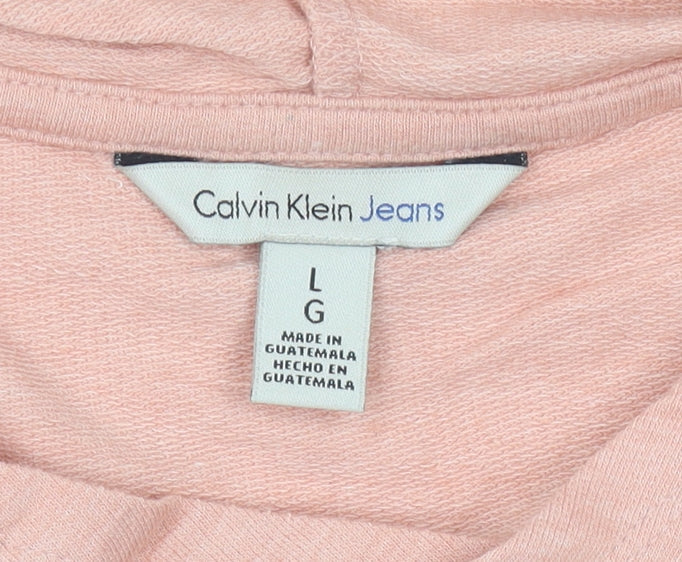 Calvin Klein Jeans
L
G
MADE IN
GUATEMALA
HECHO EN
GUATEMALA